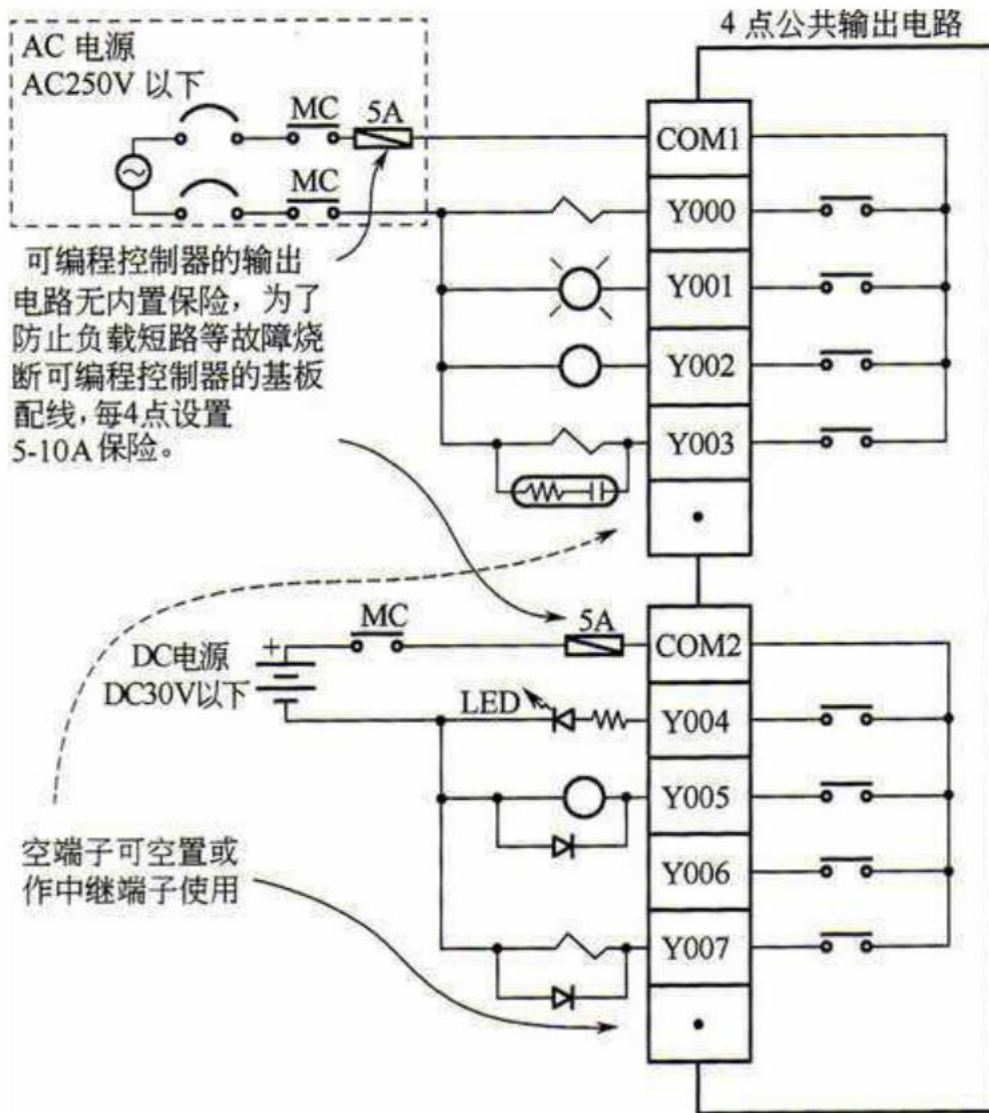 4 点公共输出电路
AC 电源
AC250V 以下
MC
5A
MC
COM1
Y000
Y001
Y002
Y003
可编程控制器的输出
电路无内置保险，为了
防止负载短路等故障烧
断可编程控制器的基板
配线，每4点设置
5-10A 保险。
MC
5A
+
DC电源
DC30V以下
LED
COM2
Y004
Y005
Y006
Y007
空端子可空置或
作中继端子使用